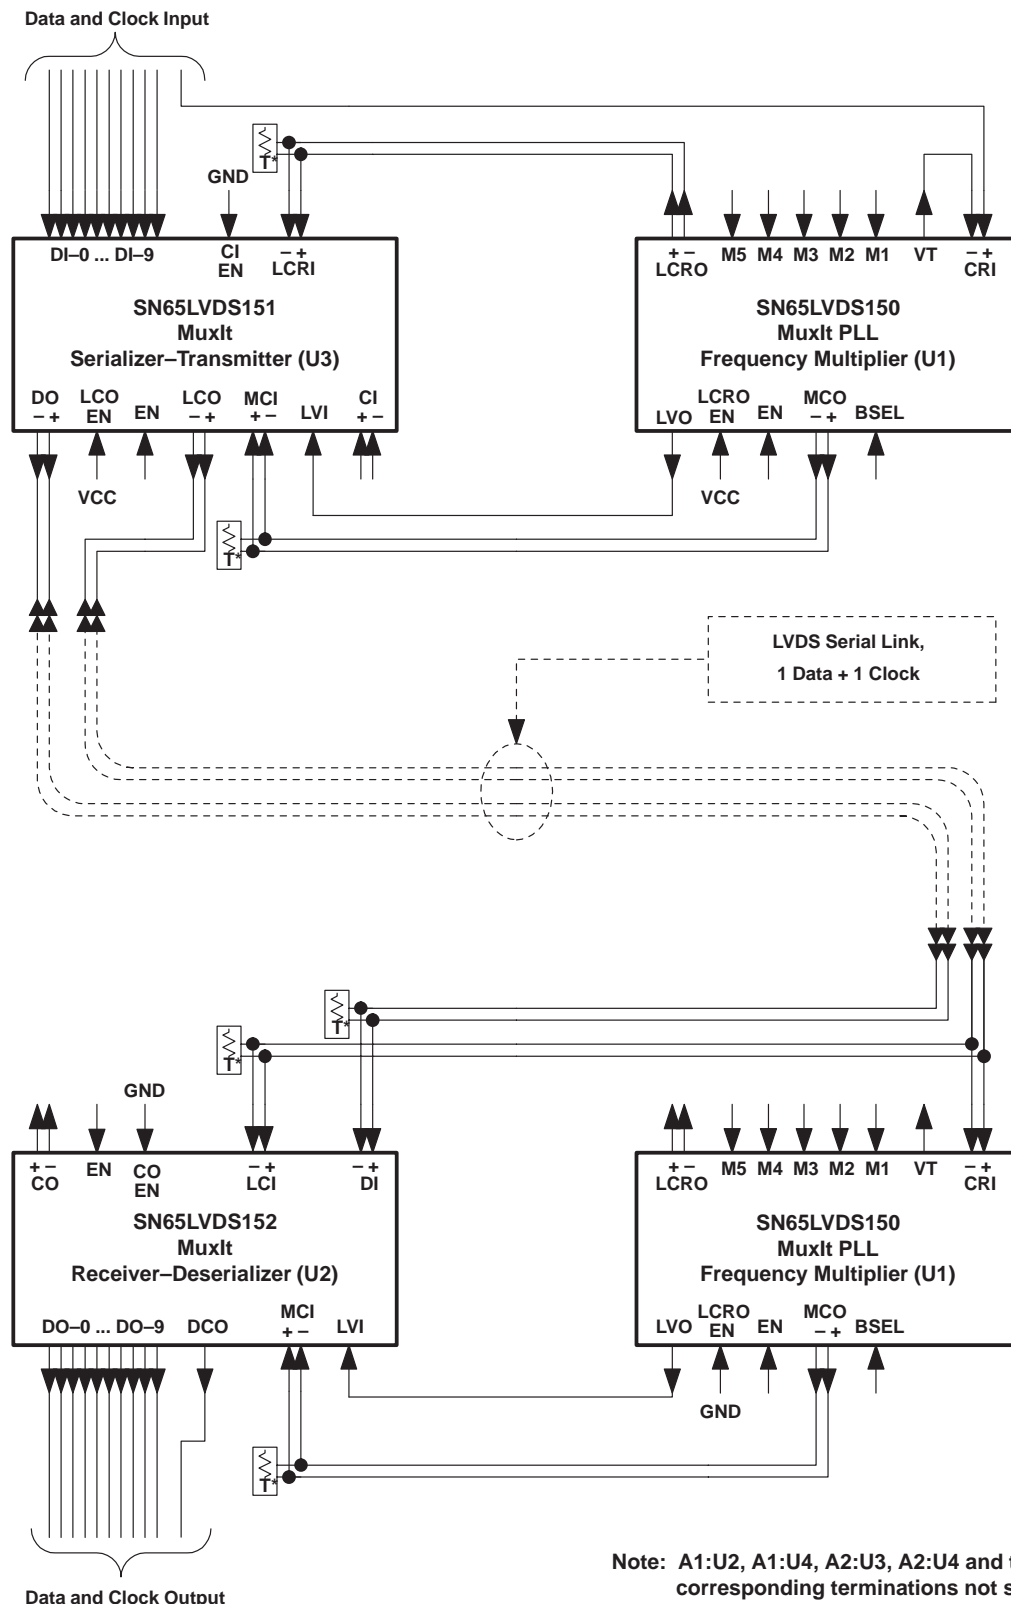 Data and Clock Input
T*
GND
DI–0 ... DI–9
CI
EN
– +
LCRI
SN65LVDS151
MuxIt
Serializer–Transmitter (U3)
DO
– +
LCO
EN
EN
LCO
– +
MCI
+ –
LVI
CI
+ –
VCC
T*
+ –
LCRO
M5
M4
M3
M2
M1
VT
– +
CRI
SN65LVDS150
MuxIt PLL
Frequency Multiplier (U1)
LVO
LCRO
EN
EN
MCO
– +
BSEL
VCC
LVDS Serial Link,
1 Data + 1 Clock
T*
T*
GND
+ –
CO
EN
CO
EN
– +
LCI
– +
DI
SN65LVDS152
MuxIt
Receiver–Deserializer (U2)
DO–0 ... DO–9
DCO
MCI
+ –
LVI
+ –
LCRO
M5
M4
M3
M2
M1
VT
– +
CRI
SN65LVDS150
MuxIt PLL
Frequency Multiplier (U1)
LVO
LCRO
EN
EN
MCO
– +
BSEL
GND
T*
Note: A1:U2, A1:U4, A2:U3, A2:U4 and
corresponding terminations not
Data and Clock Output